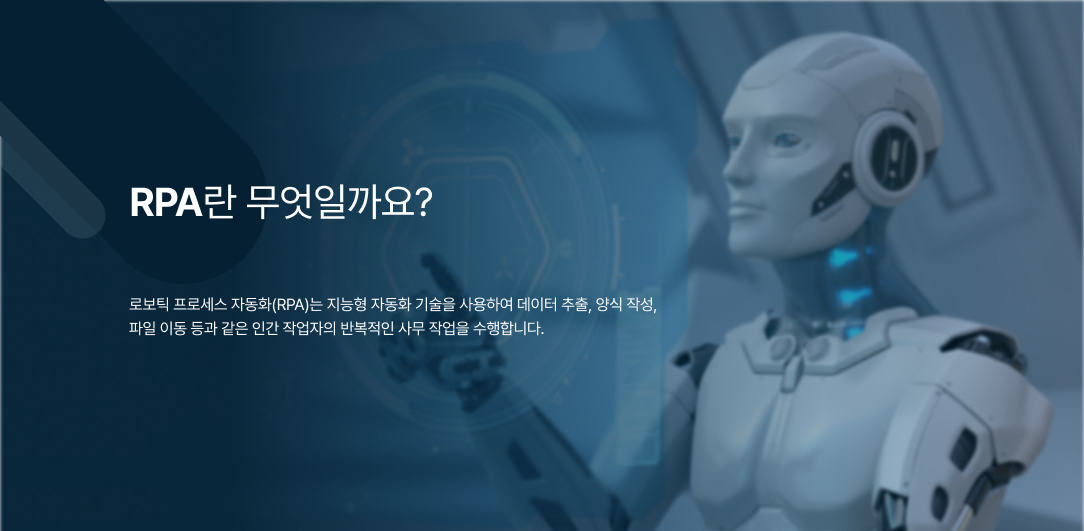 RPA란 무엇일까요?
로보틱 프로세스 자동화(RPA)는 지능형 자동화 기술을 사용하여 데이터 추출, 양식 작성,
파일 이동 등과 같은 인간 작업자의 반복적인 사무 작업을 수행합니다.